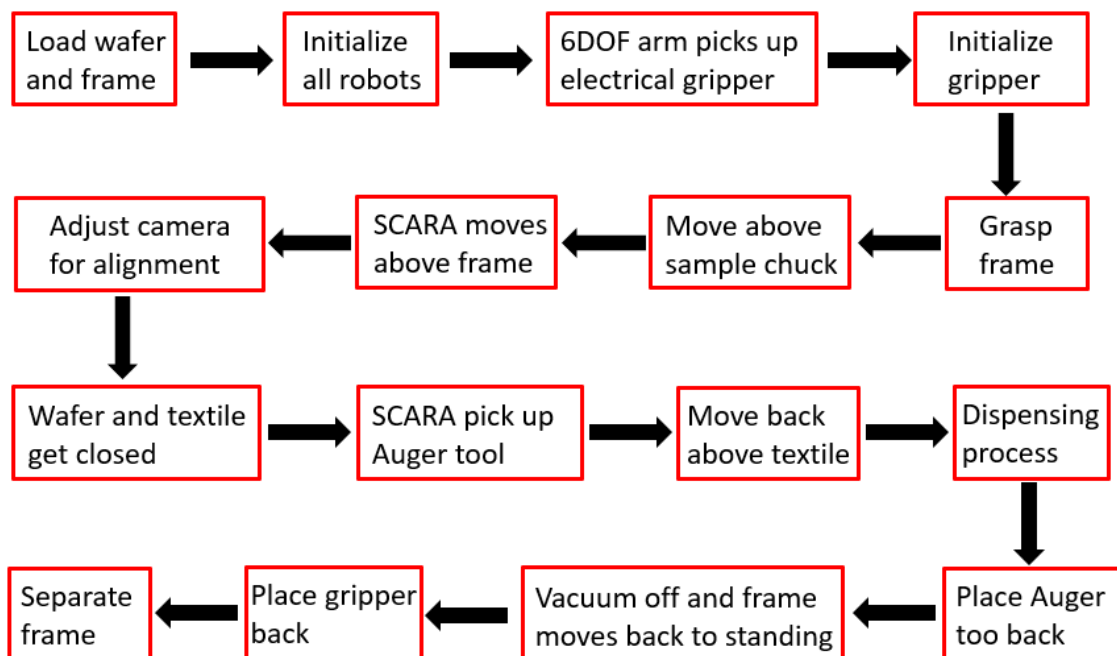 Load wafer
and frame
Initialize
all robots
6DOF arm picks up
electrical gripper
Initialize
gripper
Grasp
frame
Move above
sample chuck
SCARA moves
above frame
Adjust camera
for alignment
Wafer and textile
get closed
SCARA pick up
Auger tool
Move back
above textile
Dispensing
process
Place Auger
too back
Vacuum off and frame
moves back to standing
Place gripper
back
Separate
frame